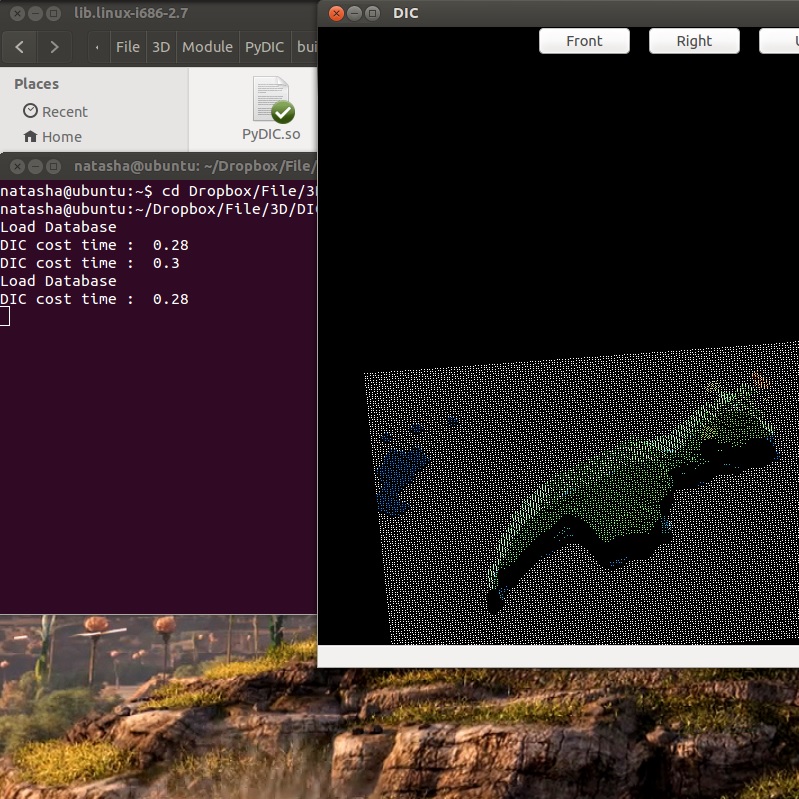 lib.linux-i686-2.7
File 3D Module PyDIC bui
Places
Recent
Home
PyDIC.so
natasha@ubuntu: ~/Dropbox/File/
natasha@ubuntu:~$ cd Dropbox/File/3
natasha@ubuntu:~/Dropbox/File/3D/DI
Load Database
DIC cost time :  0.28
DIC cost time :  0.3
Load Database
DIC cost time :  0.28
DIC
Front Right